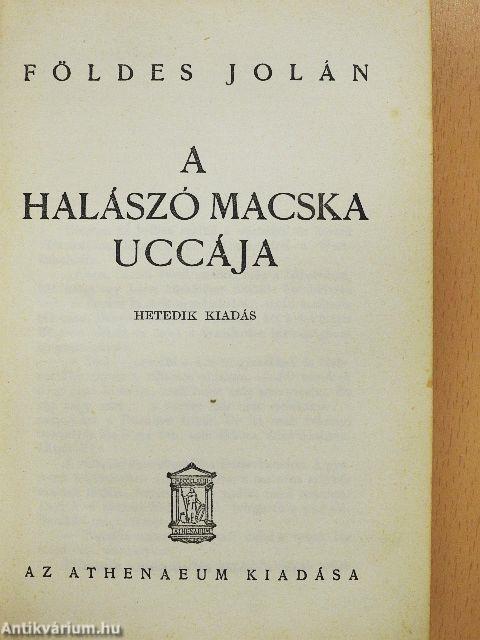 FÖLDES JOLÁN
A
HALÁSZÓ MACSKA
UCCÁJA
HETEDIK KIADÁS
AZ ATHENAEUM KIADÁSA
Antikvárium.hu